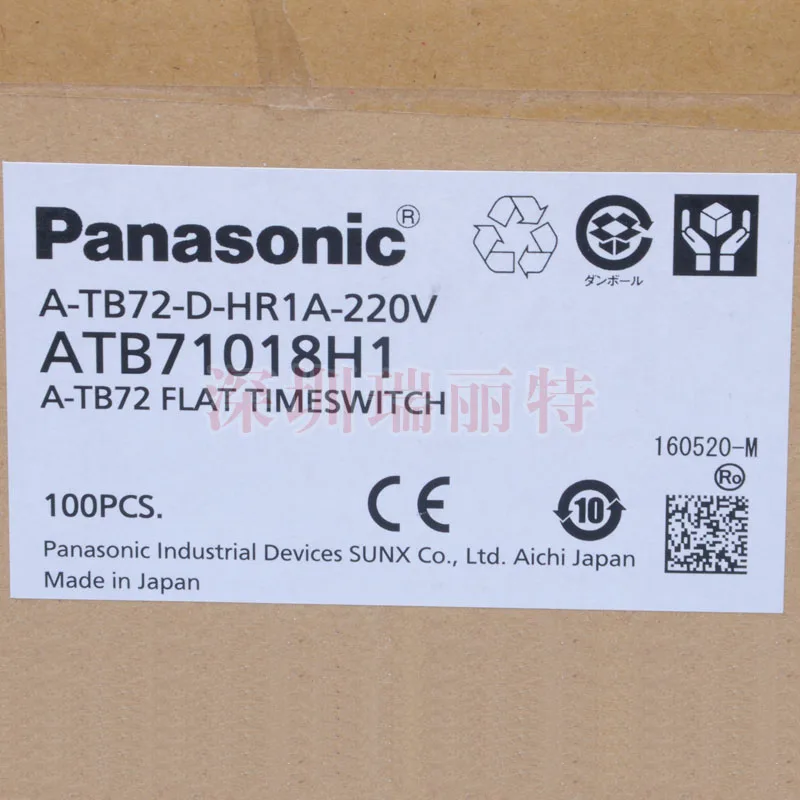 Panasonic®
ダンボール
A-TB72-D-HR1A-220V
ATB71018H1
A-TB72 FLAT TIMESWITCH
深圳瑞丽特
160520-M
Ro
100PCS.
CE
10
Panasonic Industrial Devices SUNX Co., Ltd. Aichi Japan
Made in Japan